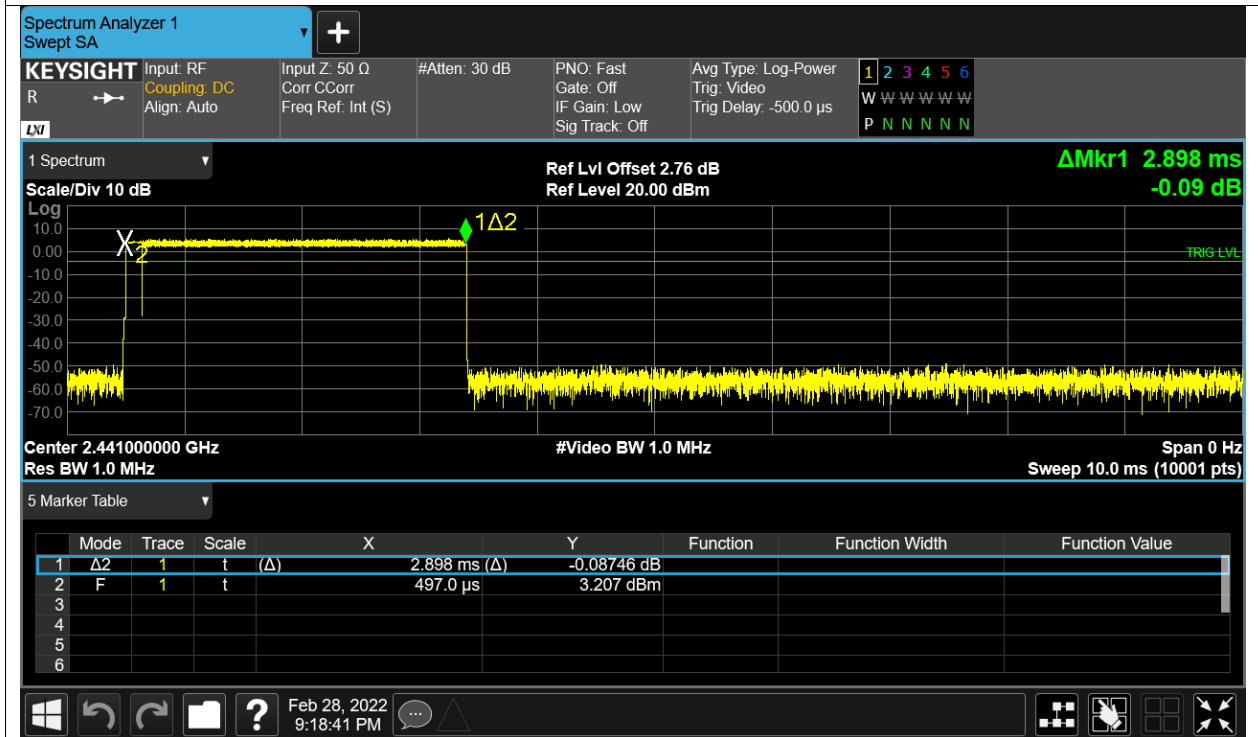 Spectrum Analyzer 1
Swept SA
KEYSIGHT
R
LXI
Input: RF
Coupling: DC
Align: Auto
Input Z: 50 Ω
Corr CCorr
Freq Ref: Int (S)
#Atten: 30 dB
PNO: Fast
Gate: Off
IF Gain: Low
Sig Track: Off
Avg Type: Log-Power
Trig: Video
Trig Delay: -500.0 µs
1 2 3 4 5 6
W W W W W W
P N N N N N
1 Spectrum
Scale/Div 10 dB
Ref Lvl Offset 2.76 dB
Ref Level 20.00 dBm
ΔMkr1 2.898 ms
-0.09 dB
Log
10.0
0.00
-10.0
-20.0
-30.0
-40.0
-50.0
-60.0
-70.0
X
2
1Δ2
TRIG LVL
Center 2.441000000 GHz
#Video BW 1.0 MHz
Span 0 Hz
Res BW 1.0 MHz
Sweep 10.0 ms (10001 pts)
5 Marker Table
Mode Trace Scale X Y Function Function Width Function Value
1 Δ2 1 t (Δ) 2.898 ms (Δ) -0.08746 dB
2 F 1 t 497.0 µs 3.207 dBm
3
4
5
6
?
Feb 28, 2022
9:18:41 PM